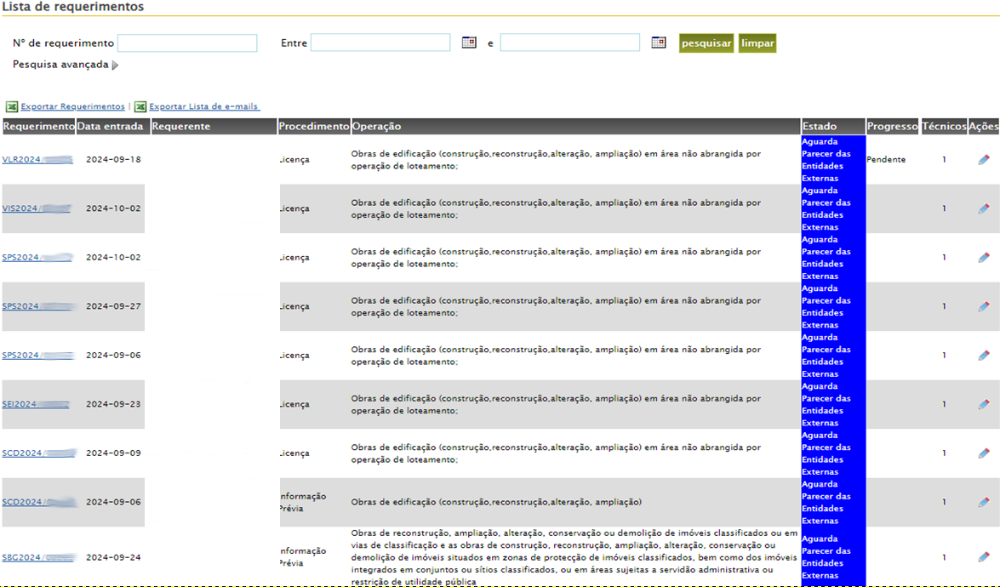 Lista de requerimentos
Nº de requerimento Entre e pesquisar limpar
Pesquisa avançada
Exportar Requerimentos | Exportar Lista de e-mails
Requerimento Data entrada Requerente Procedimento Operação Estado Progresso Técnicos Ações
VLR2024/ 2024-09-18 Licença Obras de edificação (construção,reconstrução,alteração, ampliação) em área não abrangida por
operação de loteamento;
Aguarda
Parecer das
Entidades
Externas
Pendente 1
VIS2024/ 2024-10-02 Licença Obras de edificação (construção,reconstrução,alteração, ampliação) em área não abrangida por
operação de loteamento;
Aguarda
Parecer das
Entidades
Externas
1
SPS2024/ 2024-10-02 Licença Obras de edificação (construção,reconstrução,alteração, ampliação) em área não abrangida por
operação de loteamento;
Aguarda
Parecer das
Entidades
Externas
1
SPS2024 2024-09-27 Licença Obras de edificação (construção,reconstrução,alteração, ampliação) em área não abrangida por
operação de loteamento;
Aguarda
Parecer das
Entidades
Externas
1
SPS2024/ 2024-09-06 Licença Obras de edificação (construção,reconstrução,alteração, ampliação) em área não abrangida por
operação de loteamento;
Aguarda
Parecer das
Entidades
Externas
1
SEI2024 2024-09-23 Licença Obras de edificação (construção,reconstrução,alteração, ampliação) em área não abrangida por
operação de loteamento;
Aguarda
Parecer das
Entidades
Externas
1
SCD2024/ 2024-09-09 Licença Obras de edificação (construção,reconstrução,alteração, ampliação) em área não abrangida por
operação de loteamento;
Aguarda
Parecer das
Entidades
Externas
1
SCD2024/ 2024-09-06 nformação
Prévia
Obras de edificação (construção,reconstrução,alteração, ampliação)
Aguarda
Parecer das
Entidades
Externas
1
SBG2024/ 2024-09-24 Informação
Prévia
Obras de reconstrução, ampliação, alteração, conservação ou demolição de imóveis classificados ou em
vias de classificação e as obras de construção, reconstrução, ampliação, alteração, conservação ou
demolição de imóveis situados em zonas de protecção de imóveis classificados, bem como dos imóveis
integrados em conjuntos ou sítios classificados, ou em áreas sujeitas a servidão administrativa ou
restrição de utilidade pública
Aguarda
Parecer das
Entidades
Externas
1